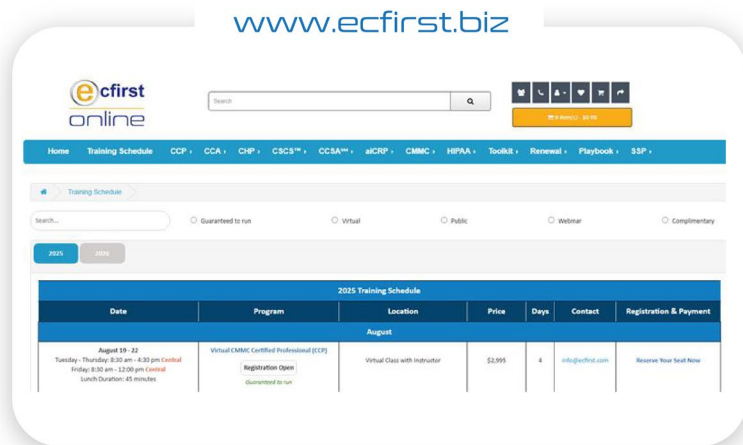 www.ecfirst.biz
ecfirst
online
Search
0 item(s) - $0.00
Home Training Schedule CCP CCA CHP CSCS™ CCSA℠ aiCRP CMMC HIPAA Toolkit Renewal Playbook SSP
Training Schedule
Search... Guaranteed to run Virtual Public Webinar Complimentary
2025 2026
2025 Training Schedule
Date Program Location Price Days Contact Registration & Payment
August
August 19 - 22
Tuesday - Thursday: 8:30 am - 4:30 pm Central
Friday: 8:30 am - 12:00 pm Central
Lunch Duration: 45 minutes
Virtual CMMC Certified Professional (CCP)
Registration Open
Guaranteed to run
Virtual Class with Instructor
$2,995
4
info@ecfirst.com
Reserve Your Seat Now